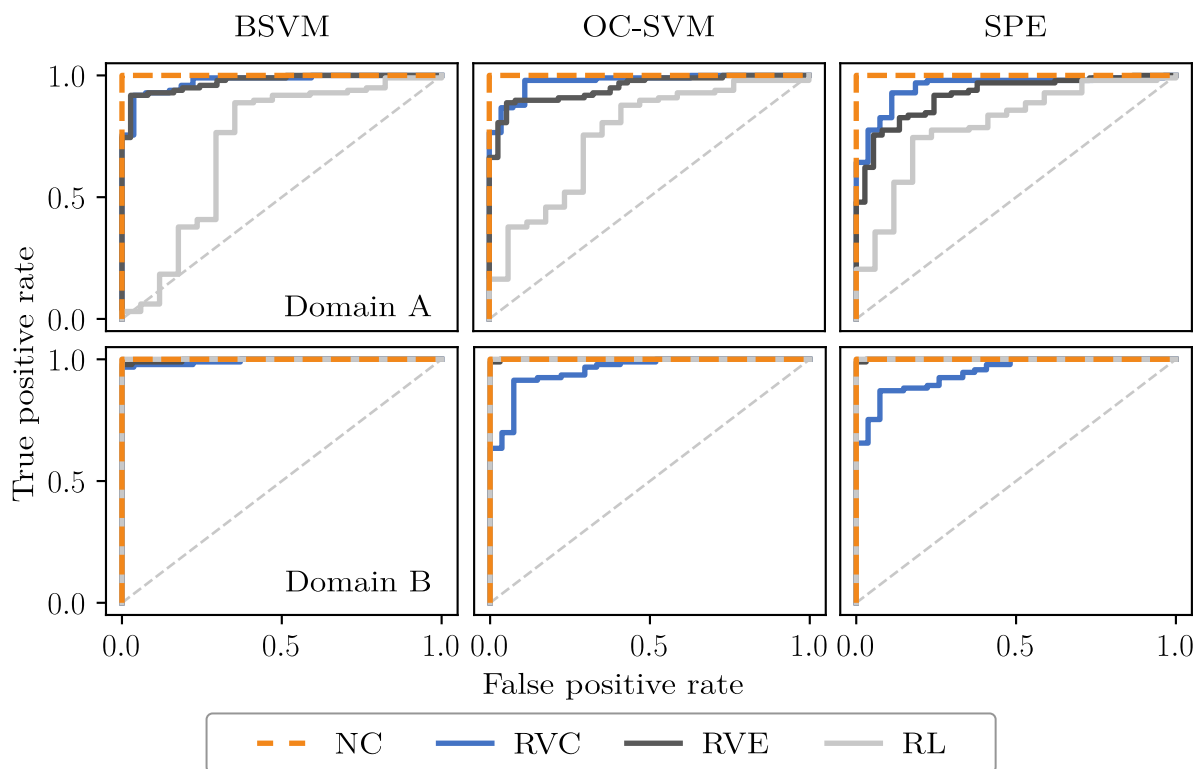 BSVM OC-SVM SPE
1.0
0.5
0.0
Domain A
1.0
0.5
0.0
Domain B
True positive rate
0.0 0.5 1.0 0.0 0.5 1.0 0.0 0.5 1.0
False positive rate
NC RVC RVE RL